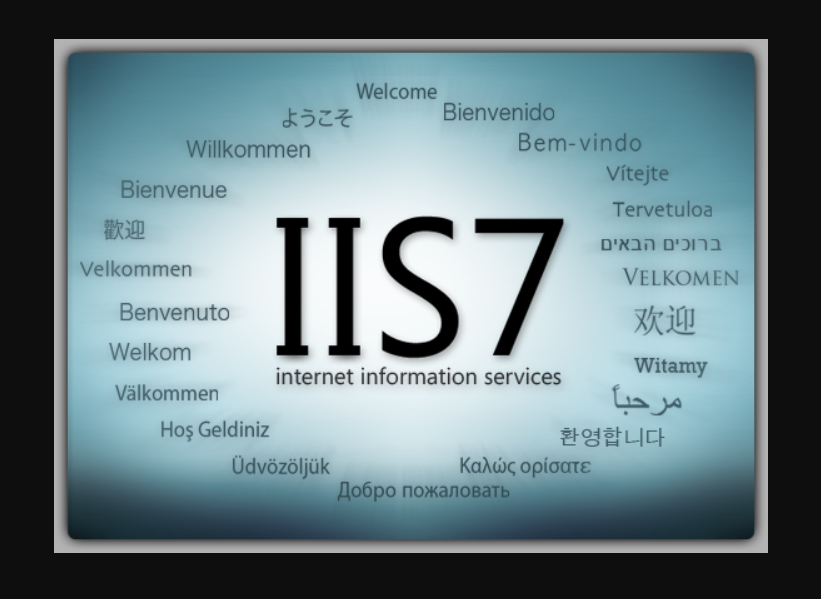 Welcome
ようこそ
Bienvenido
Willkommen
Bem-vindo
Bienvenue
Vítejte
歡迎
Tervetuloa
ברוכים הבאים
Velkommen
VELKOMEN
IIS7
internet information services
Benvenuto
欢迎
Welkom
Witamy
Välkommen
مرحباً
Hoş Geldiniz
환영합니다
Üdvözöljük
Καλώς ορίσατε
Добро пожаловать